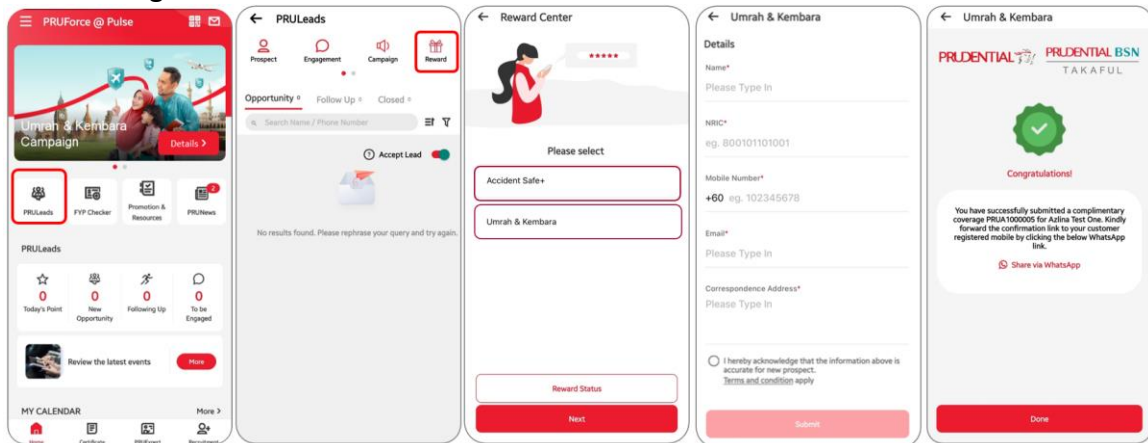 PRUForce @ Pulse
Umrah & Kembara
Campaign
Details >
PRULeads
FYP Checker
Promotion &
Resources
PRUNews
2
PRULeads
0
Today's Point
0
New
Opportunity
0
Following Up
0
To be
Engaged
Review the latest events
More
MY CALENDAR
More >
Home
Certificate
PRUExpert
Recruitment
← PRULeads
Prospect
Engagement
Campaign
Reward
Opportunity 0
Follow Up 0
Closed 0
Search Name / Phone Number
Accept Lead
No results found. Please rephrase your query and try again.
← Reward Center
*****
Please select
Accident Safe+
Umrah & Kembara
Reward Status
Next
← Umrah & Kembara
Details
Name*
Please Type In
NRIC*
eg. 800101101001
Mobile Number*
+60 eg. 102345678
Email*
Please Type In
Correspondence Address*
Please Type In
I hereby acknowledge that the information above is
accurate for new prospect.
Terms and condition apply
Submit
← Umrah & Kembara
PRUDENTIAL
PRUDENTIAL BSN
TAKAFUL
Congratulations!
You have successfully submitted a complimentary
coverage PRUA1000005 for Azlina Test One. Kindly
forward the confirmation link to your customer
registered mobile by clicking the below WhatsApp
link.
Share via WhatsApp
Done